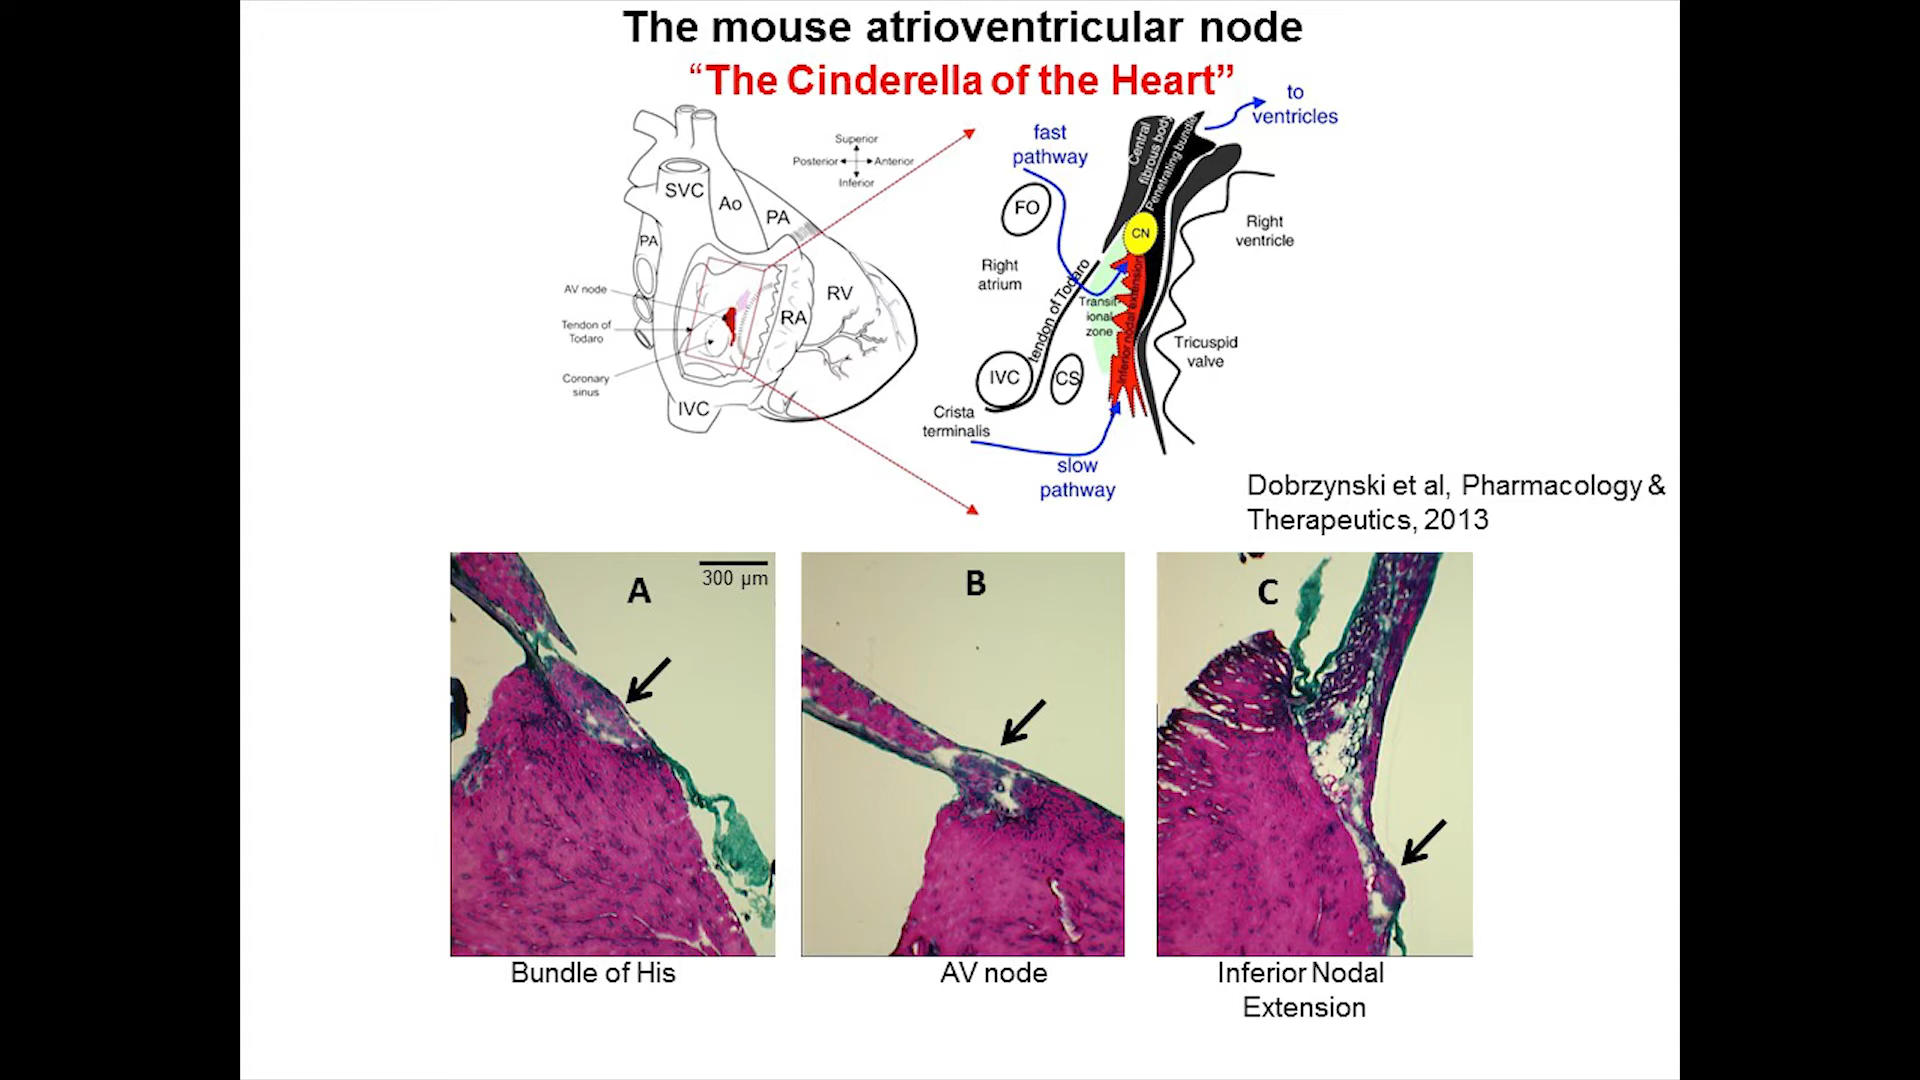 The mouse atrioventricular node
“The Cinderella of the Heart”
Superior
Posterior
Anterior
Inferior
SVC
Ao
PA
PA
AV node
Tendon of
Todaro
Coronary
sinus
RV
RA
IVC
to
ventricles
fast
pathway
Central
fibrous body
Penetrating bundle
FO
CN
Right
ventricle
Right
atrium
tendon of Todaro
Transit-
ional
zone
Inferior nodal extension
Tricuspid
valve
IVC
CS
Crista
terminalis
slow
pathway
Dobrzynski et al, Pharmacology &
Therapeutics, 2013
A
300 µm
B
C
Bundle of His
AV node
Inferior Nodal
Extension